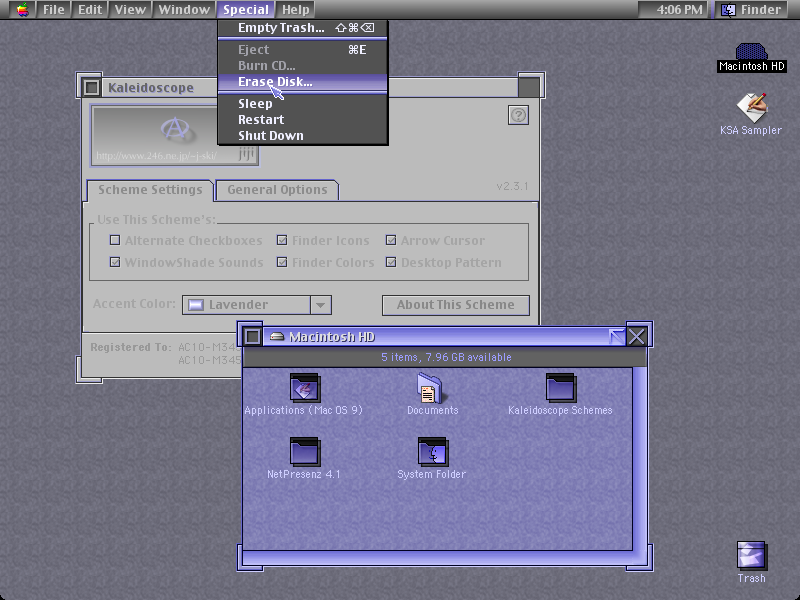 File Edit View Window Special Help 4:06 PM Finder
Empty Trash... ⇧⌘⌫
Eject ⌘E
Burn CD...
Erase Disk...
Sleep
Restart
Shut Down
Macintosh HD
KSA Sampler
Kaleidoscope
http://www.246.ne.jp/~j-ski/ jiji
Scheme Settings General Options v2.3.1
Use This Scheme's:
Alternate Checkboxes Finder Icons Arrow Cursor
WindowShade Sounds Finder Colors Desktop Pattern
Accent Color: Lavender About This Scheme
Registered To: AC10-M345
AC10-M345
Macintosh HD
5 items, 7.96 GB available
Applications (Mac OS 9) Documents Kaleidoscope Schemes
NetPresenz 4.1 System Folder
Trash